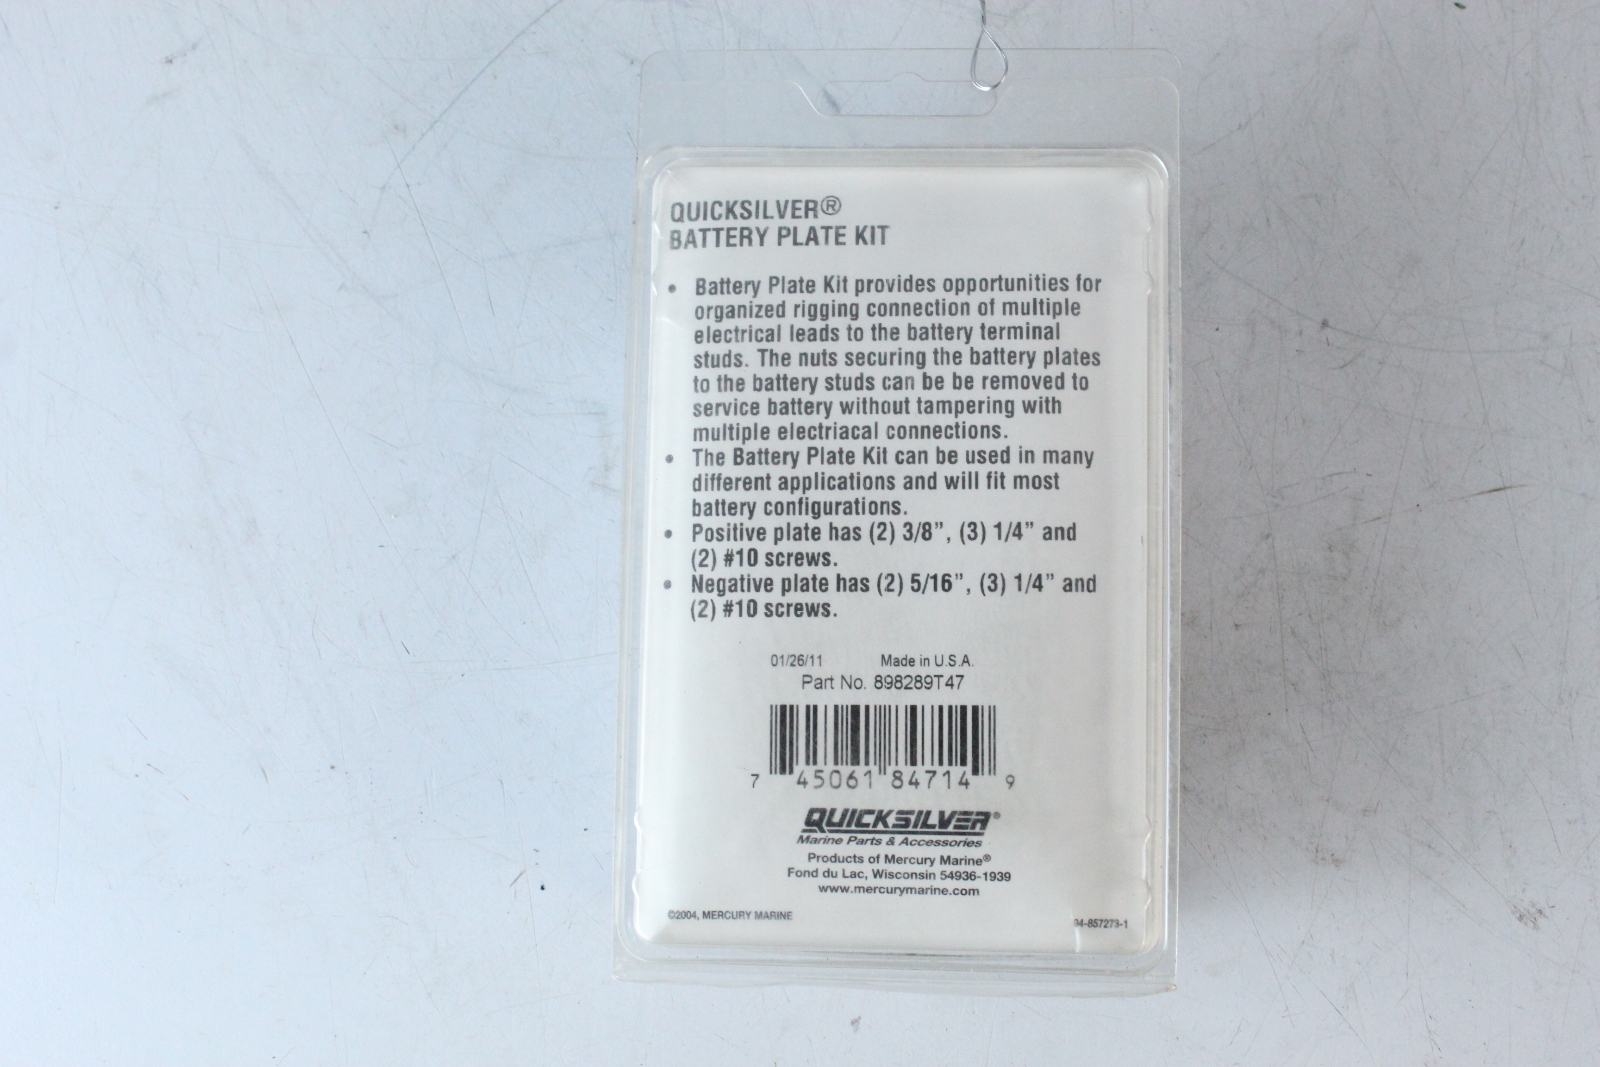 QUICKSILVER®
BATTERY PLATE KIT
• Battery Plate Kit provides opportunities for
organized rigging connection of multiple
electrical leads to the battery terminal
studs. The nuts securing the battery plates
to the battery studs can be be removed to
service battery without tampering with
multiple electriacal connections.
• The Battery Plate Kit can be used in many
different applications and will fit most
battery configurations.
• Positive plate has (2) 3/8”, (3) 1/4” and
(2) #10 screws.
• Negative plate has (2) 5/16”, (3) 1/4” and
(2) #10 screws.
01/26/11 Made in U.S.A.
Part No. 898289T47
7 45061 84714 9
QUICKSILVER®
Marine Parts & Accessories
Products of Mercury Marine®
Fond du Lac, Wisconsin 54936-1939
www.mercurymarine.com
©2004, MERCURY MARINE
94-857273-1